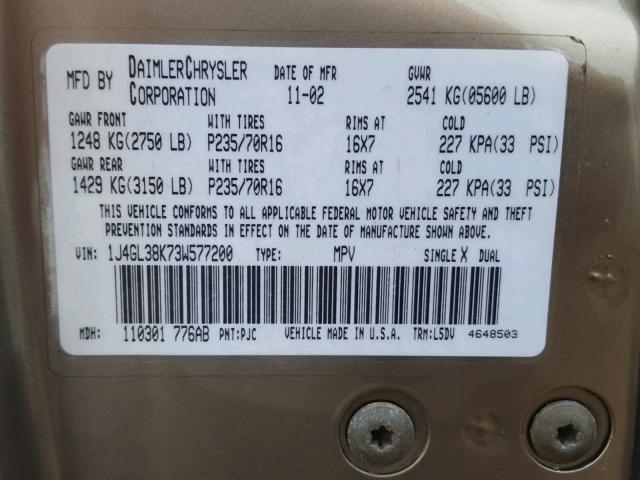 MFD BY DAIMLERCHRYSLER CORPORATION DATE OF MFR 11-02 GVWR 2541 KG(05600 LB)
GAWR FRONT WITH TIRES RIMS AT COLD
1248 KG(2750 LB) P235/70R16 16X7 227 KPA(33 PSI)
GAWR REAR WITH TIRES RIMS AT COLD
1429 KG(3150 LB) P235/70R16 16X7 227 KPA(33 PSI)
THIS VEHICLE CONFORMS TO ALL APPLICABLE FEDERAL MOTOR VEHICLE SAFETY AND THEFT
PREVENTION STANDARDS IN EFFECT ON THE DATE OF MANUFACTURE SHOWN ABOVE.
VIN: 1J4GL38K73W577200 TYPE: MPV SINGLE X DUAL
MDH: 110301 776AB PNT:PJC VEHICLE MADE IN U.S.A. TRM:L5DV 4648503